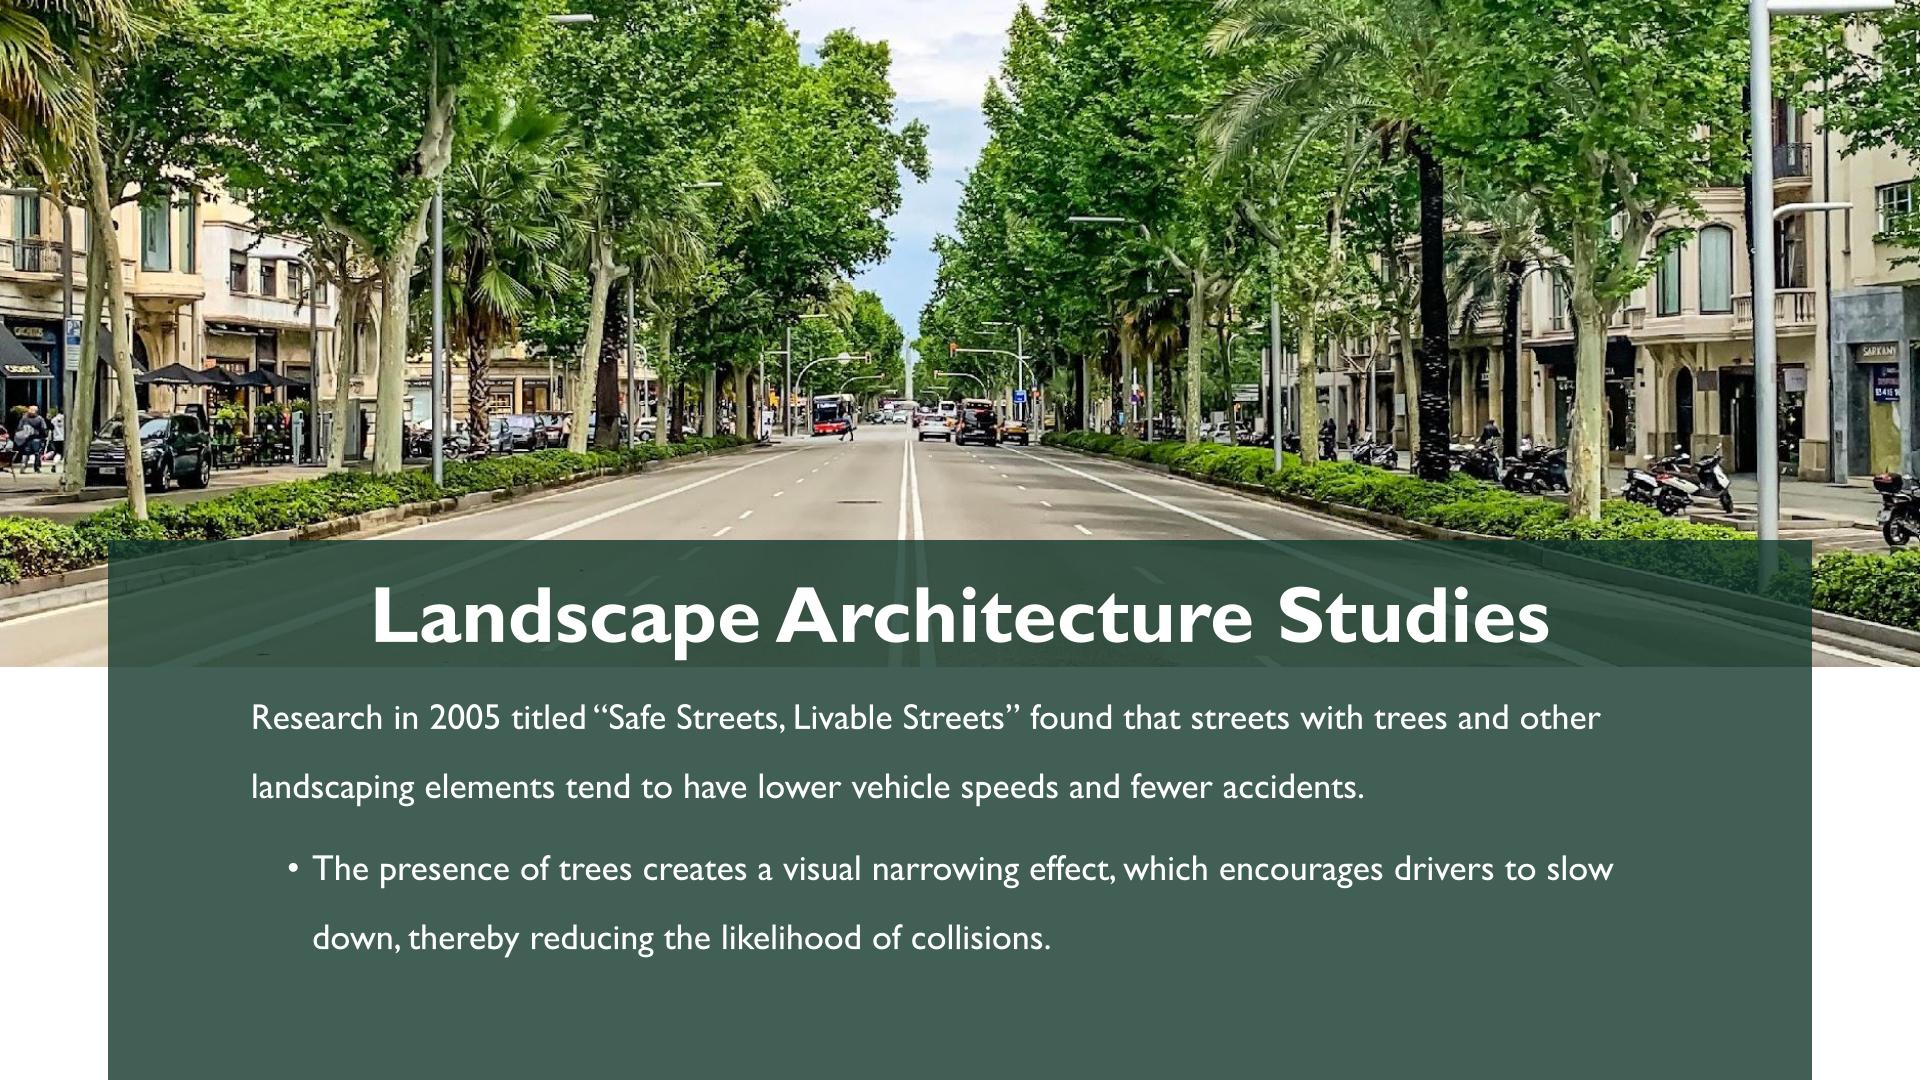 SARKANY
Landscape Architecture Studies
Research in 2005 titled “Safe Streets, Livable Streets” found that streets with trees and other
landscaping elements tend to have lower vehicle speeds and fewer accidents.
• The presence of trees creates a visual narrowing effect, which encourages drivers to slow
down, thereby reducing the likelihood of collisions.